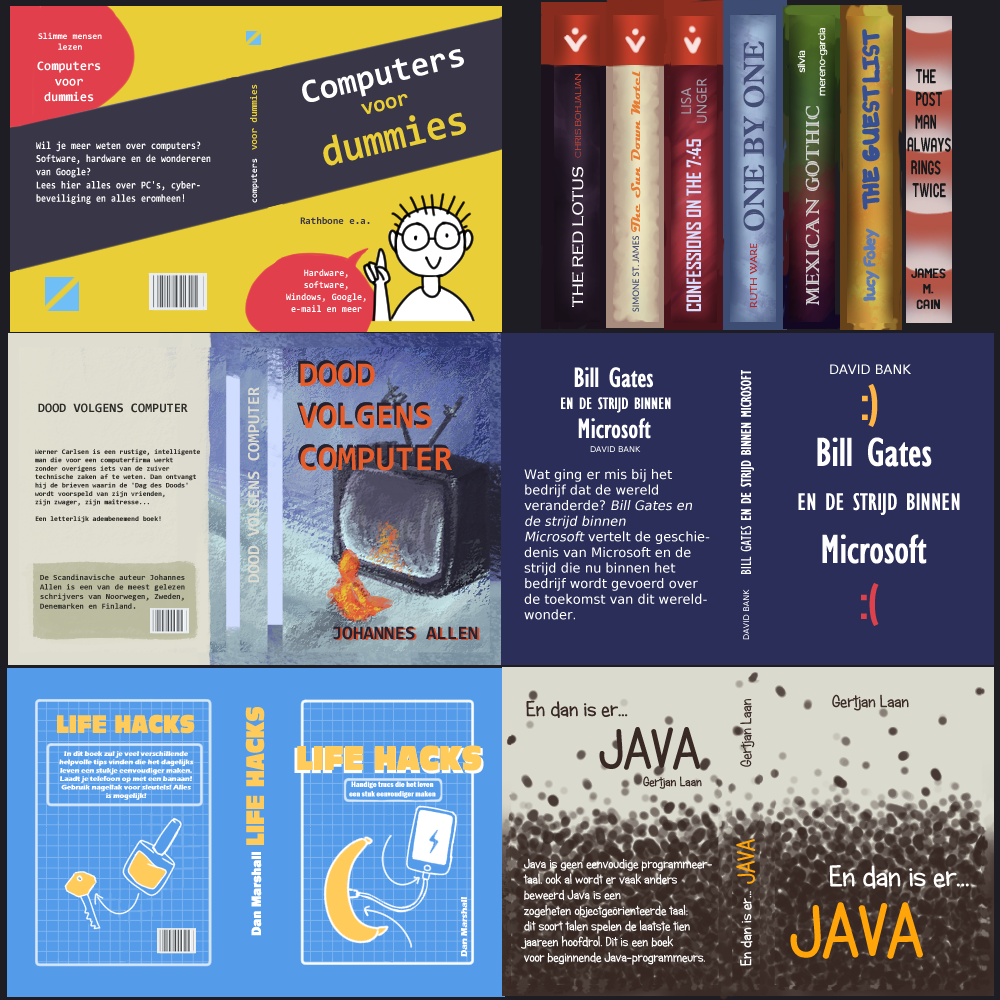 Slimme mensen
lezen
Computers
voor
dummies
Wil je meer weten over computers?
Software, hardware en de wondereren
van Google?
Lees hier alles over PC's, cyber-
beveiliging en alles eromheen!
computers voor dummies
Computers
voor
dummies
Rathbone e.a.
Hardware,
software,
Windows, Google,
e-mail en meer
THE RED LOTUS CHRIS BOHJALIAN
SIMONE ST. JAMES The Sun Down Motel
CONFESSIONS ON THE 7:45 LISA
UNGER
RUTH WARE ONE BY ONE
MEXICAN GOTHIC silvia
mereno-garcia
lucy foley THE GUEST LIST
THE
POST
MAN
ALWAYS
RINGS
TWICE
JAMES
M.
CAIN
DOOD VOLGENS COMPUTER
Werner Carlsen is een rustige, intelligente
man die voor een computerfirma werkt
zonder overigens iets van de zuiver
technische zaken af te weten. Dan ontvangt
hij de brieven waarin de 'Dag des Doods'
wordt voorspeld van zijn vrienden,
zijn zwager, zijn maitresse...
Een letterlijk adembenemend boek!
De Scandinavische auteur Johannes
Allen is een van de meest gelezen
schrijvers van Noorwegen, Zweden,
Denemarken en Finland.
DOOD VOLGENS COMPUTER
DOOD
VOLGENS
COMPUTER
JOHANNES ALLEN
Bill Gates
EN DE STRIJD BINNEN
Microsoft
DAVID BANK
Wat ging er mis bij het
bedrijf dat de wereld
veranderde? Bill Gates en
de strijd binnen
Microsoft vertelt de geschie-
denis van Microsoft en de
strijd die nu binnen het
bedrijf wordt gevoerd over
de toekomst van dit wereld-
wonder.
DAVID BANK BILL GATES EN DE STRIJD BINNEN MICROSOFT
DAVID BANK
:)
Bill Gates
EN DE STRIJD BINNEN
Microsoft
:(
LIFE HACKS
In dit boek zul je veel verschillende
helpvolle tips vinden die het dagelijks
leven een stukje eenvoudiger maken.
Laadt je telefoon op met een banaan!
Gebruik nagellak voor sleutels! Alles
is mogelijk!
Dan Marshall LIFE HACKS
LIFE HACKS
Handige trucs die het leven
een stuk eenvoudiger maken
Dan Marshall
En dan is er...
JAVA
Gertjan Laan
Java is geen eenvoudige programmeer-
taal. ook al wordt er vaak anders
beweerd Java is een
zogeheten objectgeörienteerde taal:
dit soort talen spelen de laatste tien
jaareen hoofdrol. Dit is een boek
voor beginnende Java-programmeurs.
En dan is er... JAVA Gertjan Laan
Gertjan Laan
En dan is er....
JAVA